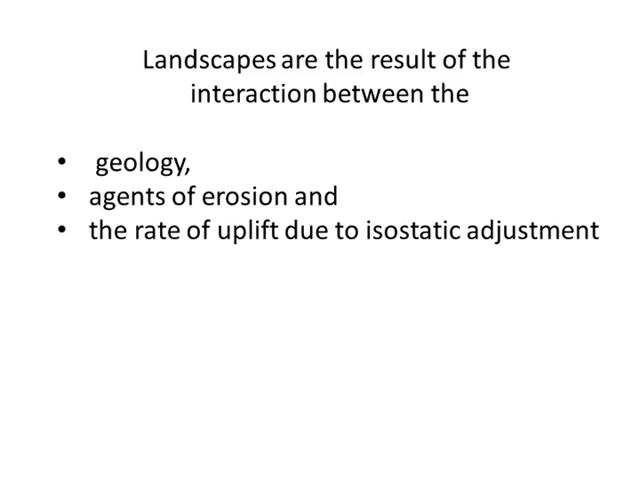 Landscapes are the result of the
interaction between the
• geology,
• agents of erosion and
• the rate of uplift due to isostatic adjustment